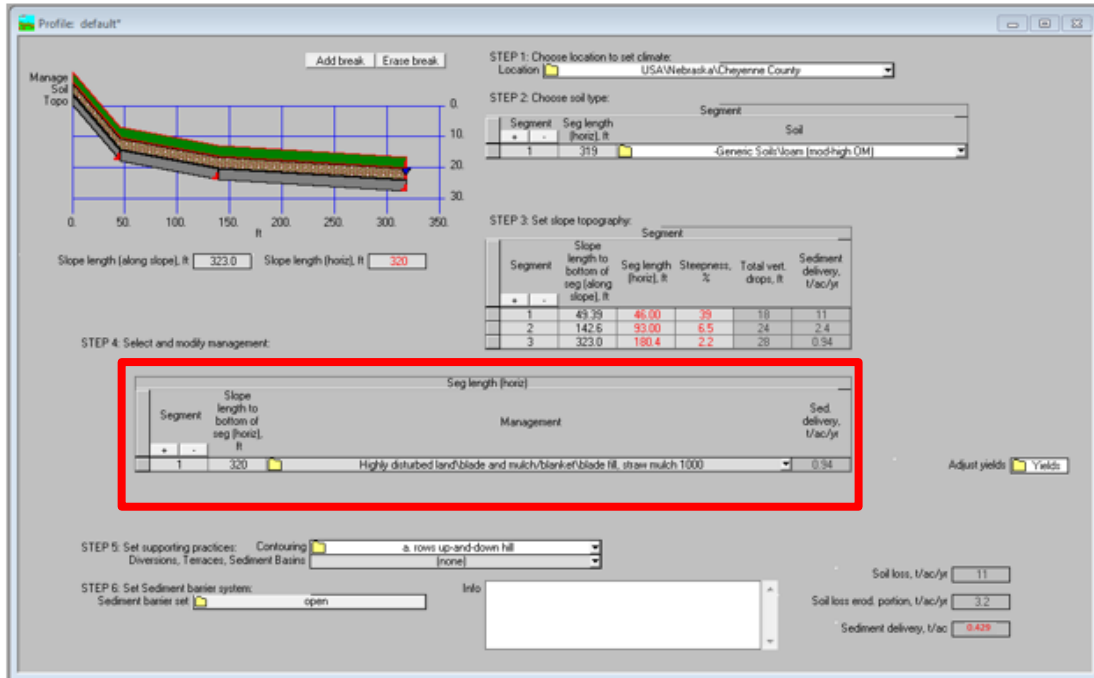 Profile: default*
Add break
Erase break
Manage
Soil
Topo
0.
10.
20.
30.
0. 50. 100. 150. 200. 250. 300. 350.
ft
Slope length (along slope), ft 323.0 Slope length (horiz), ft 320
STEP 1: Choose location to set climate:
Location USA\Nebraska\Cheyenne County
STEP 2: Choose soil type:
Segment
Segment + -
Seg length (horiz), ft
Soil
1 319 -Generic Soils\loam (mod-high OM)
STEP 3: Set slope topography:
Segment
Segment + -
Slope length to bottom of seg (along slope), ft
Seg length (horiz), ft
Steepness, %
Total vert. drops, ft
Sediment delivery, t/ac/yr
1 49.39 46.00 39 18 11
2 142.6 93.00 6.5 24 2.4
3 323.0 180.4 2.2 28 0.94
STEP 4: Select and modify management:
Seg length (horiz)
Segment + -
Slope length to bottom of seg (horiz), ft
Management
Sed. delivery, t/ac/yr
1 320 Highly disturbed land\blade and mulch/blanket\blade fill, straw mulch 1000 0.94
Adjust yields Yields
STEP 5: Set supporting practices: Contouring a. rows up-and-down hill
Diversions, Terraces, Sediment Basins (none)
STEP 6: Set Sediment barrier system:
Sediment barrier set open
Info
Soil loss, t/ac/yr 11
Soil loss erod. portion, t/ac/yr 3.2
Sediment delivery, t/ac 0.429